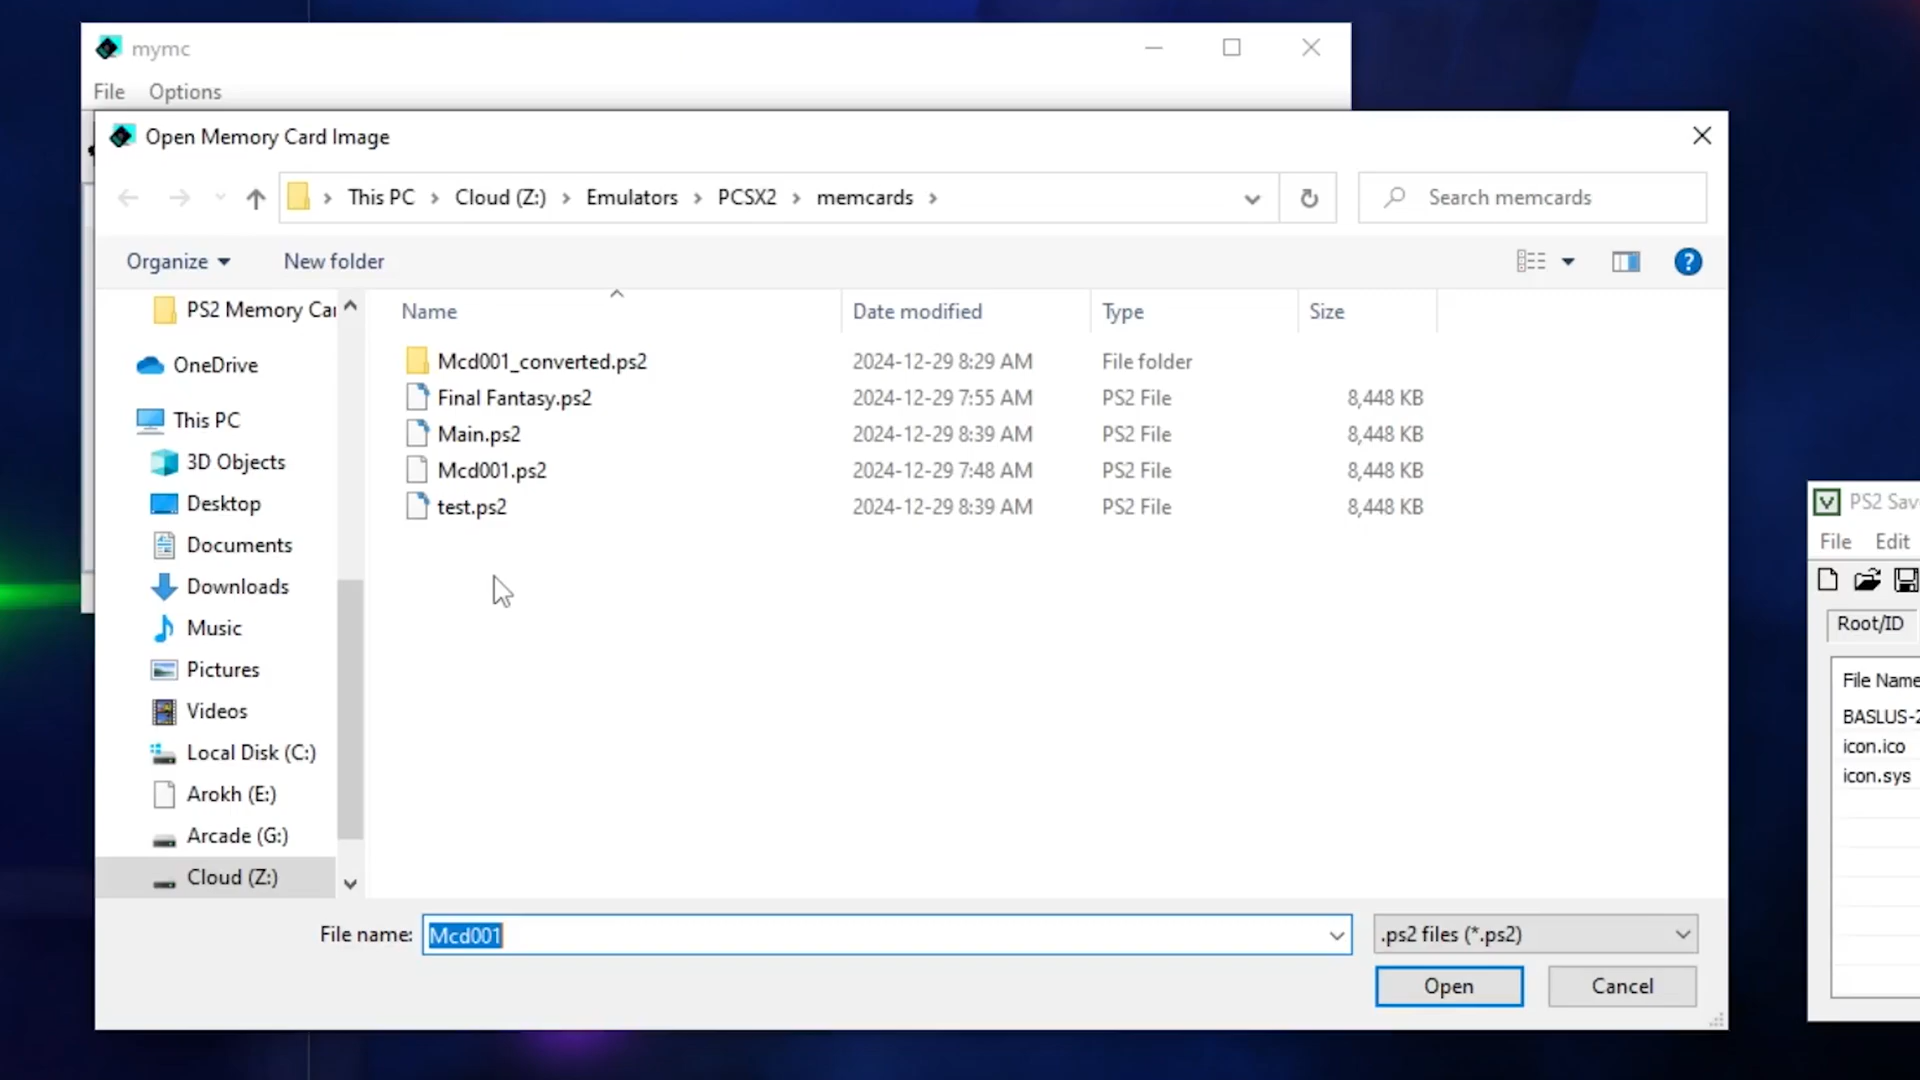 mymc
File Options
Open Memory Card Image
This PC Cloud (Z:) Emulators PCSX2 memcards
Search memcards
Organize New folder
PS2 Memory Car
OneDrive
This PC
3D Objects
Desktop
Documents
Downloads
Music
Pictures
Videos
Local Disk (C:)
Arokh (E:)
Arcade (G:)
Cloud (Z:)
Name Date modified Type Size
Mcd001_converted.ps2 2024-12-29 8:29 AM File folder
Final Fantasy.ps2 2024-12-29 7:55 AM PS2 File 8,448 KB
Main.ps2 2024-12-29 8:39 AM PS2 File 8,448 KB
Mcd001.ps2 2024-12-29 7:48 AM PS2 File 8,448 KB
test.ps2 2024-12-29 8:39 AM PS2 File 8,448 KB
File name: Mcd001 .ps2 files (*.ps2)
Open Cancel
PS2 Sav
File Edit
Root/ID
File Name
BASLUS-2
icon.ico
icon.sys